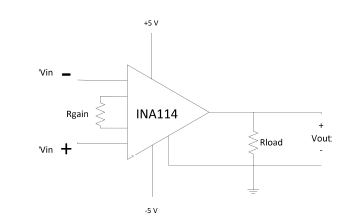 +5 V
'Vin -
Rgain
INA114
'Vin +
Rload
+
Vout
-
-5 V